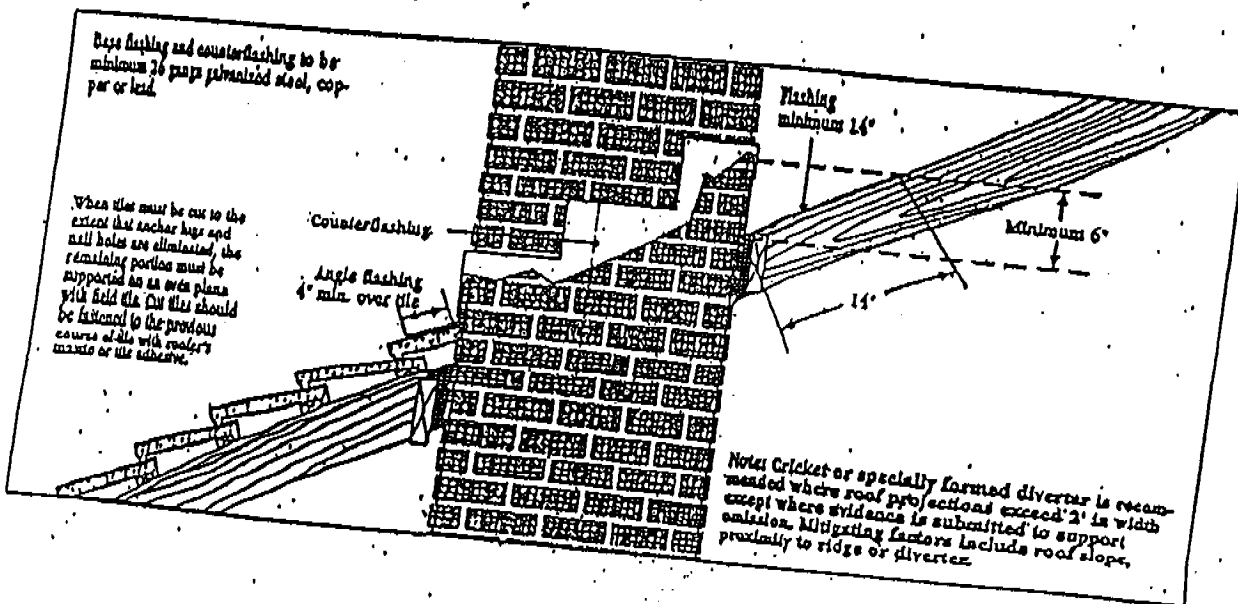 Base flashing and counterflashing to be
minimum 26 gauge galvanized steel, cop-
per or lead.
When tiles must be cut to the
extent that anchor lugs and
nail holes are eliminated, the
remaining portion must be
supported on an even plane
with field tile. Cut tiles should
be fastened to the previous
course of tile with roofer's
mastic or tile adhesive.
Counterflashing
Angle flashing
4" min. over tile
Flashing
minimum 14"
Minimum 6"
14"
Note: Cricket or specially formed diverter is recom-
mended where roof projections exceed 2' in width
except where evidence is submitted to support
omission. Mitigating factors include roof slope,
proximity to ridge or diverter.